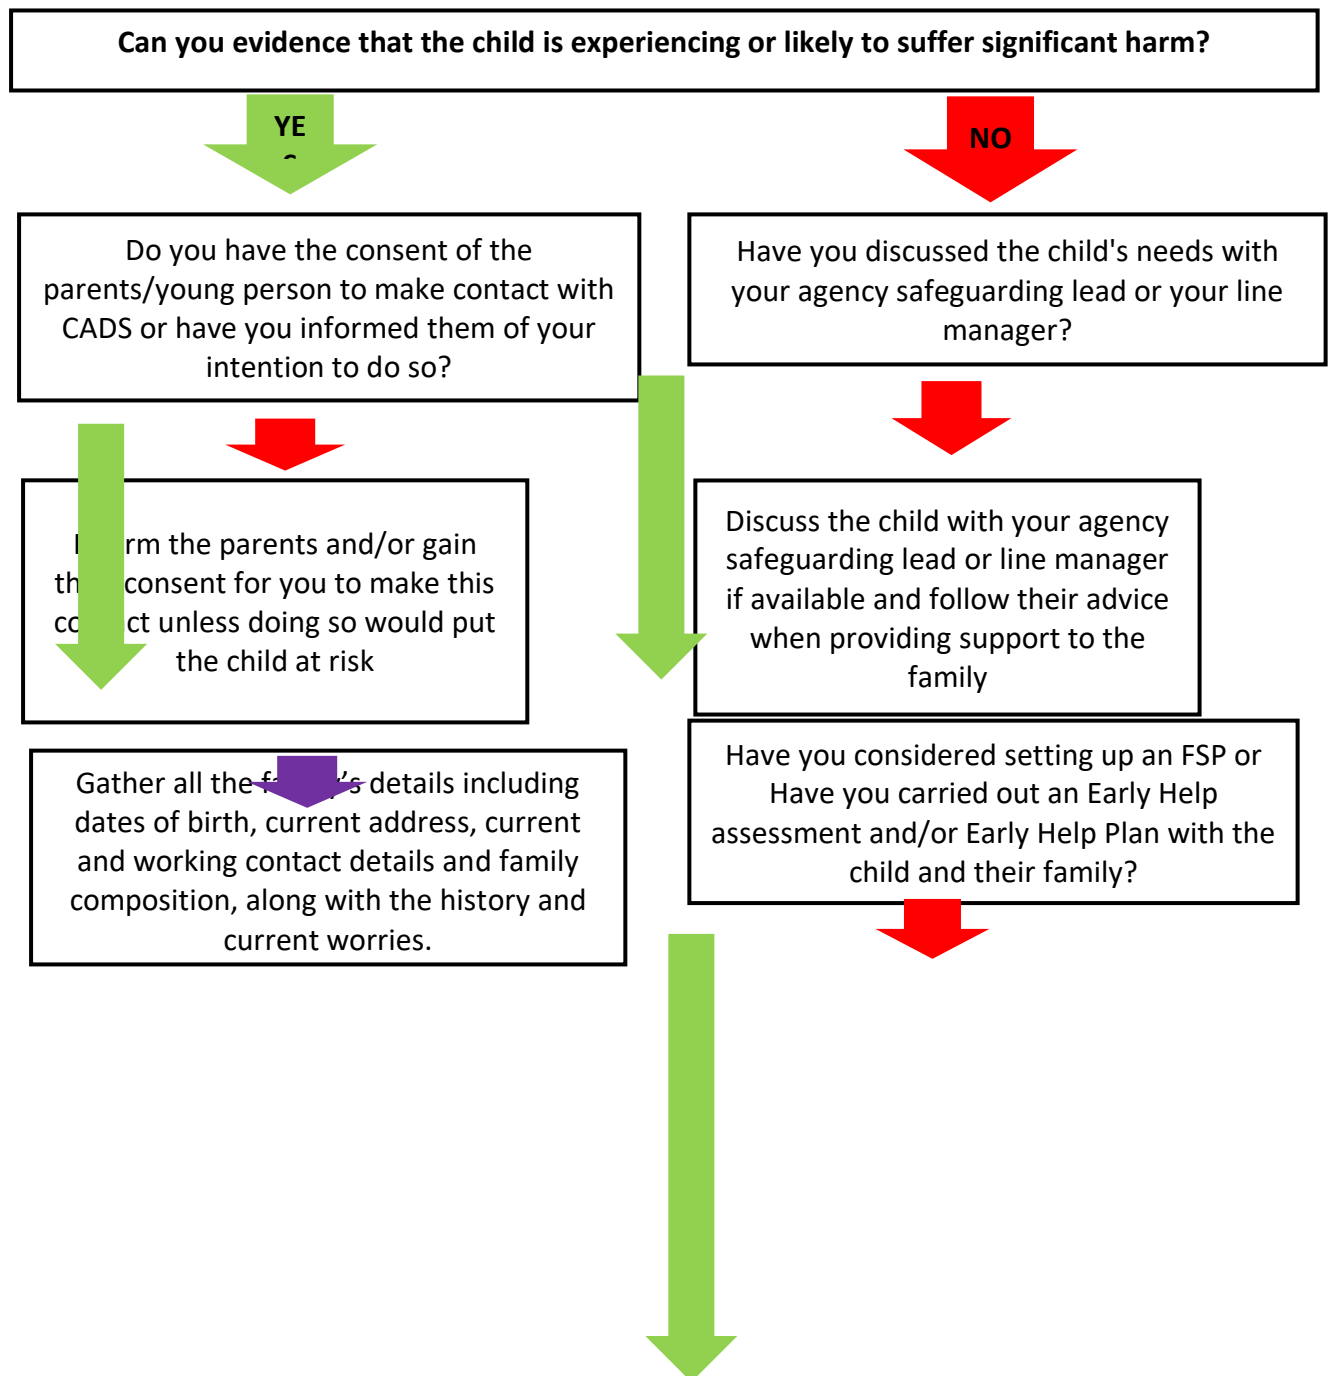 Can you evidence that the child is experiencing or likely to suffer significant harm?
YE
NO
Do you have the consent of the
parents/young person to make contact with
CADS or have you informed them of your
intention to do so?
Have you discussed the child's needs with
your agency safeguarding lead or your line
manager?
rm the parents and/or gain
consent for you to make this
unless doing so would put
the child at risk
Discuss the child with your agency
safeguarding lead or line manager
if available and follow their advice
when providing support to the
family
Gather all the details including
dates of birth, current address, current
and working contact details and family
composition, along with the history and
current worries.
Have you considered setting up an FSP or
Have you carried out an Early Help
assessment and/or Early Help Plan with the
child and their family?